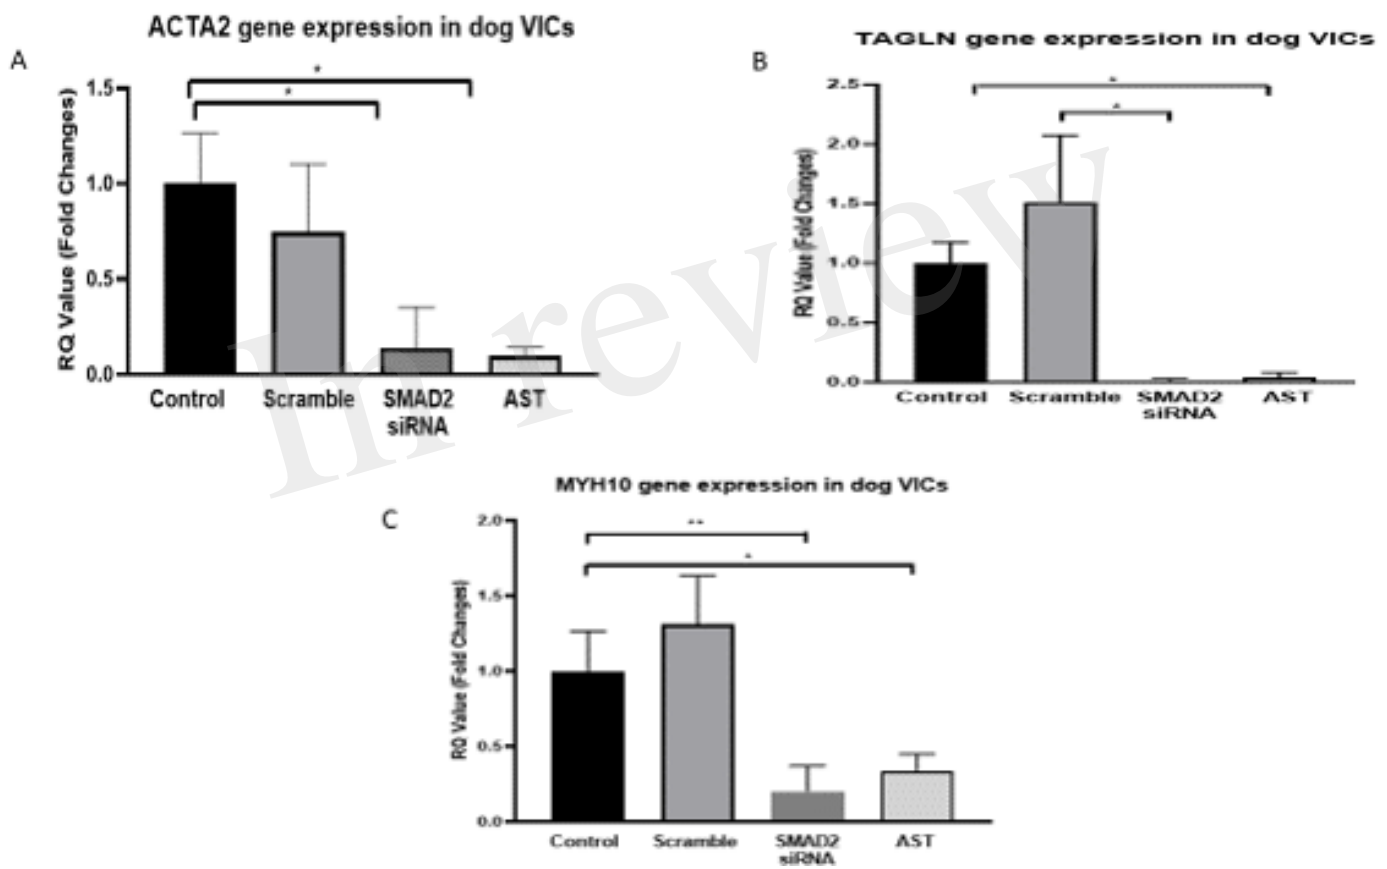 ACTA2 gene expression in dog VICs
A
*
*
RQ Value (Fold Changes)
1.5
1.0
0.5
0.0
Control
Scramble
SMAD2
siRNA
AST
TAGLN gene expression in dog VICs
B
*
*
RQ Value (Fold Changes)
2.5
2.0
1.5
1.0
0.5
0.0
Control
Scramble
SMAD2
siRNA
AST
In review
MYH10 gene expression in dog VICs
C
**
*
RQ Value (Fold Changes)
2.0
1.5
1.0
0.5
0.0
Control
Scramble
SMAD2
siRNA
AST